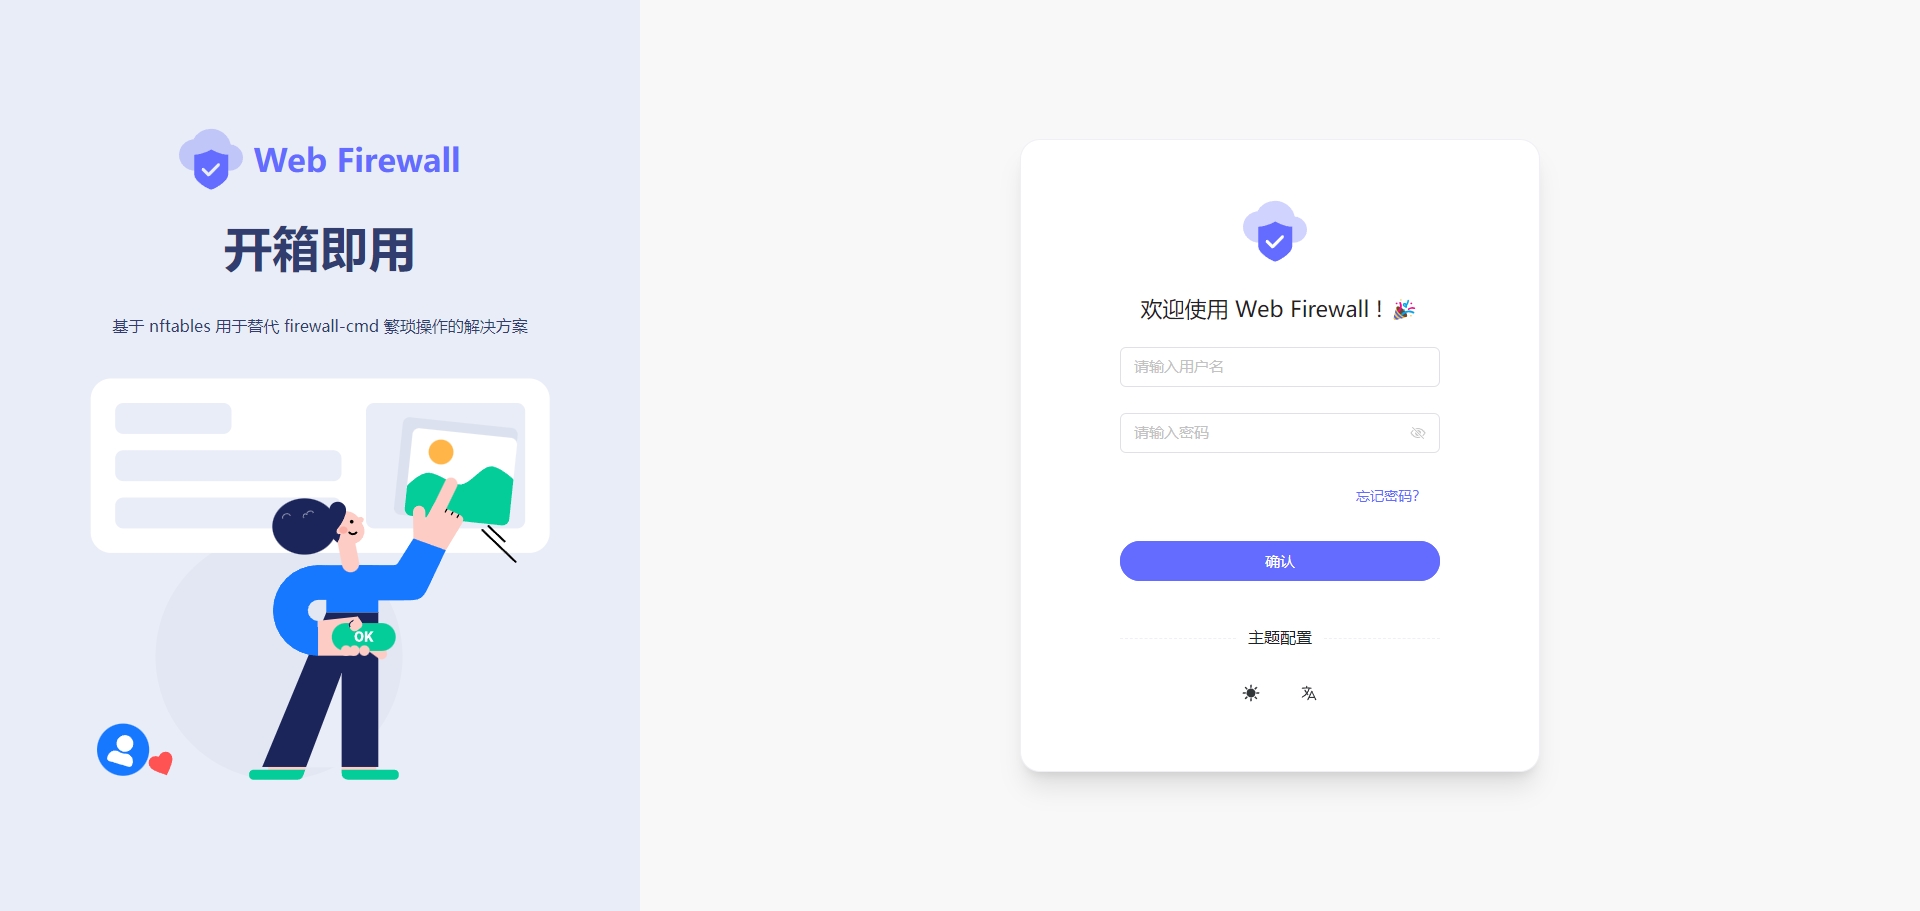 Web Firewall
开箱即用
基于 nftables 用于替代 firewall-cmd 繁琐操作的解决方案
OK
欢迎使用 Web Firewall！🎉
请输入用户名
请输入密码
忘记密码?
确认
主题配置